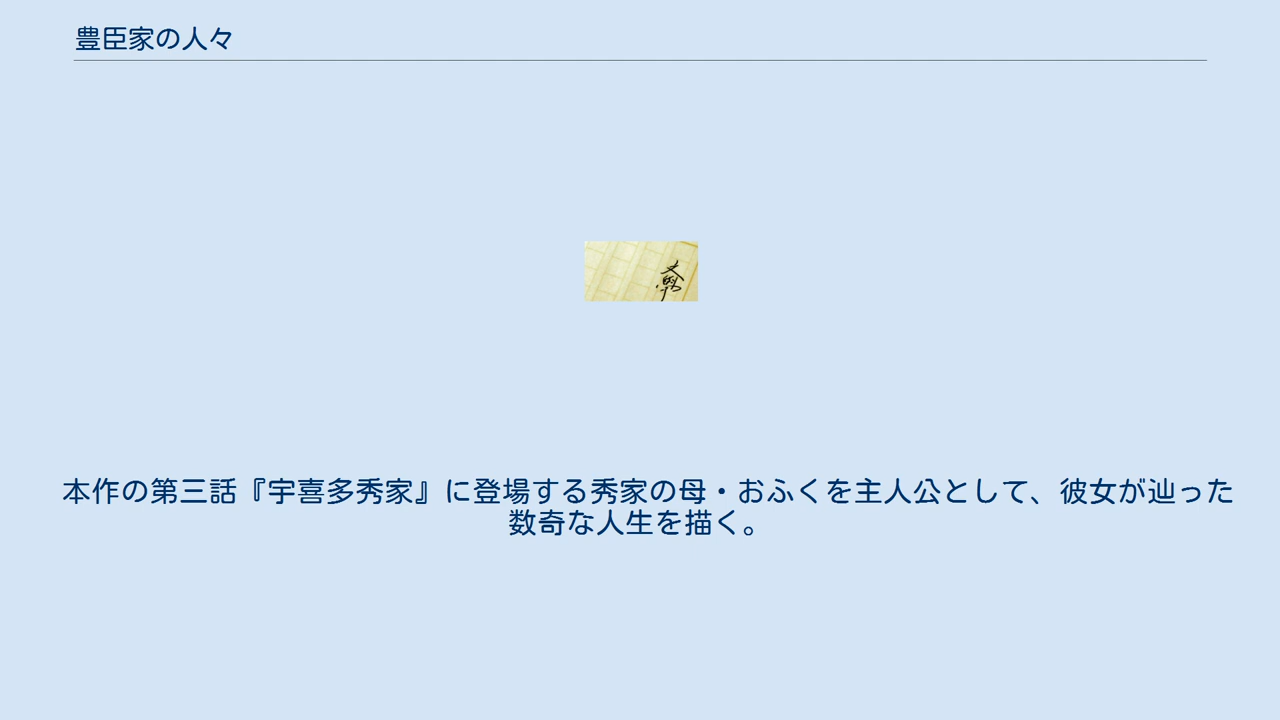 豊臣家の人々
本作の第三話『宇喜多秀家』に登場する秀家の母・おふくを主人公として、彼女が辿った
数奇な人生を描く。